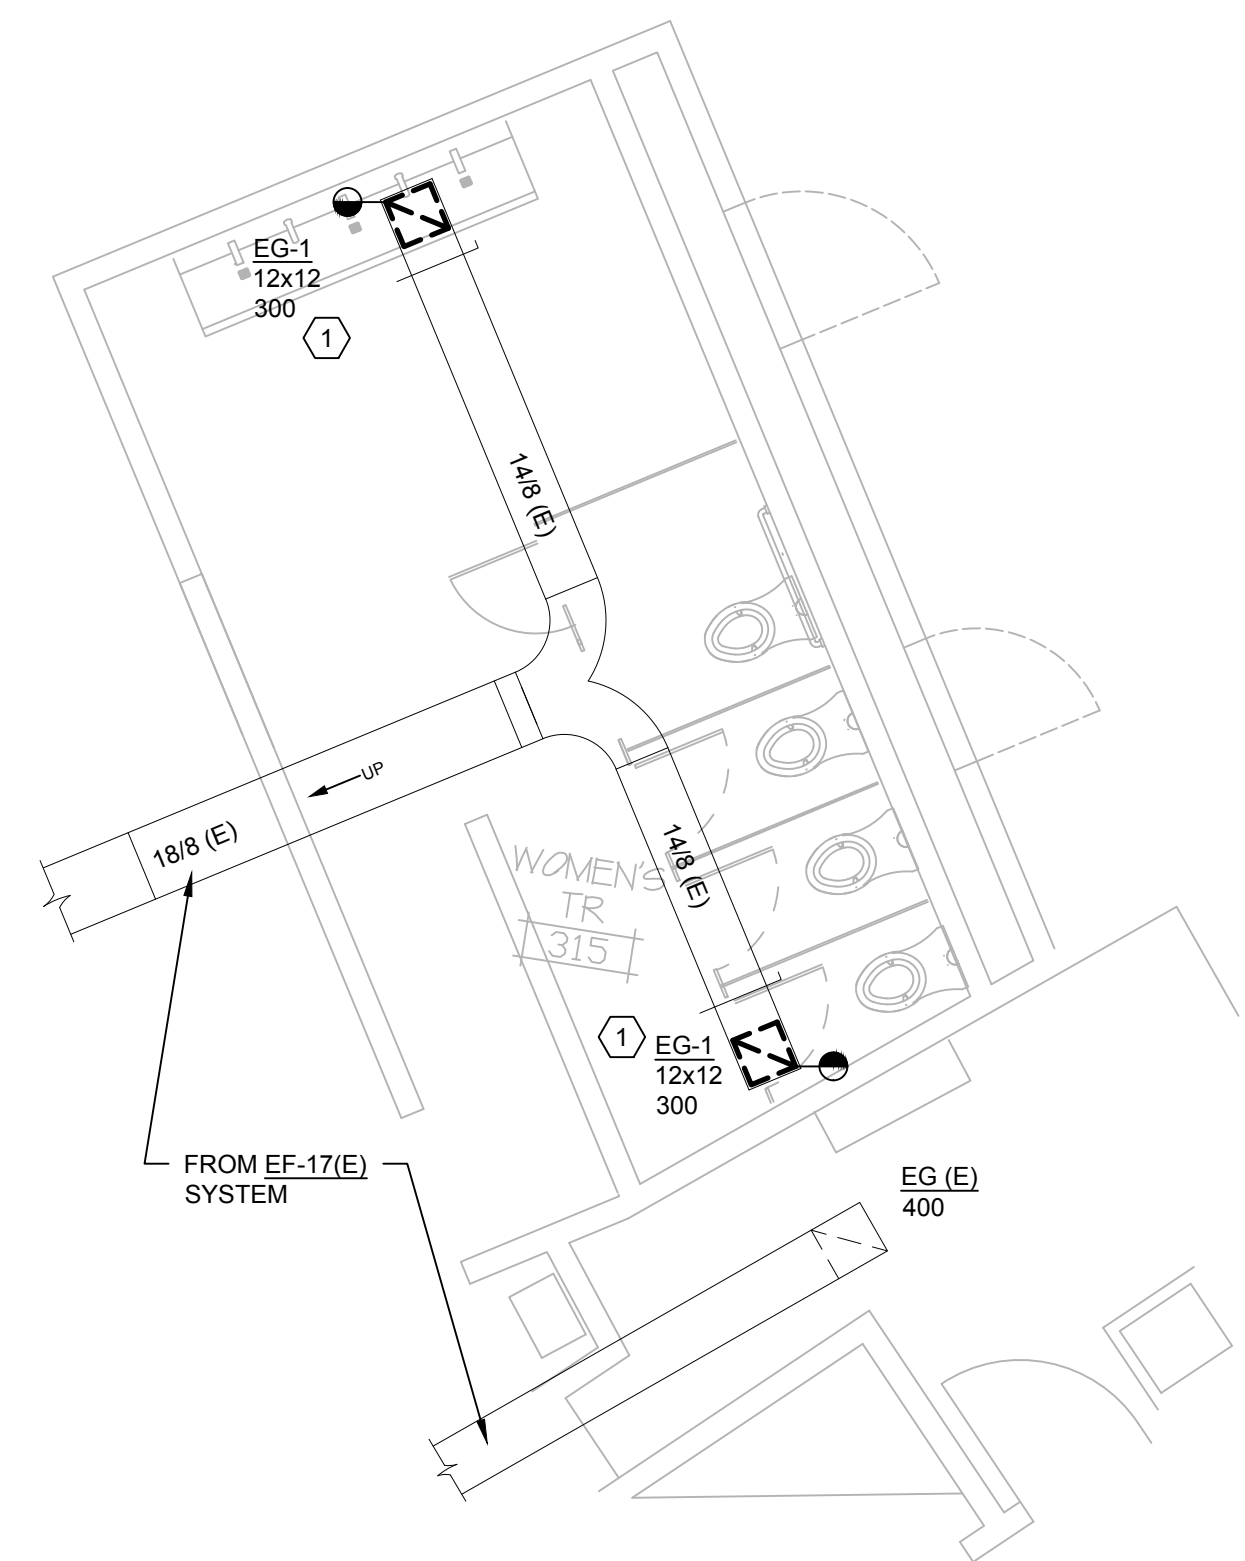 EG-1
12x12
300
1
14/8 (E)
UP
18/8 (E)
14/8 (E)
WOMEN'S
TR
315
1
EG-1
12x12
300
FROM EF-17(E)
SYSTEM
EG (E)
400